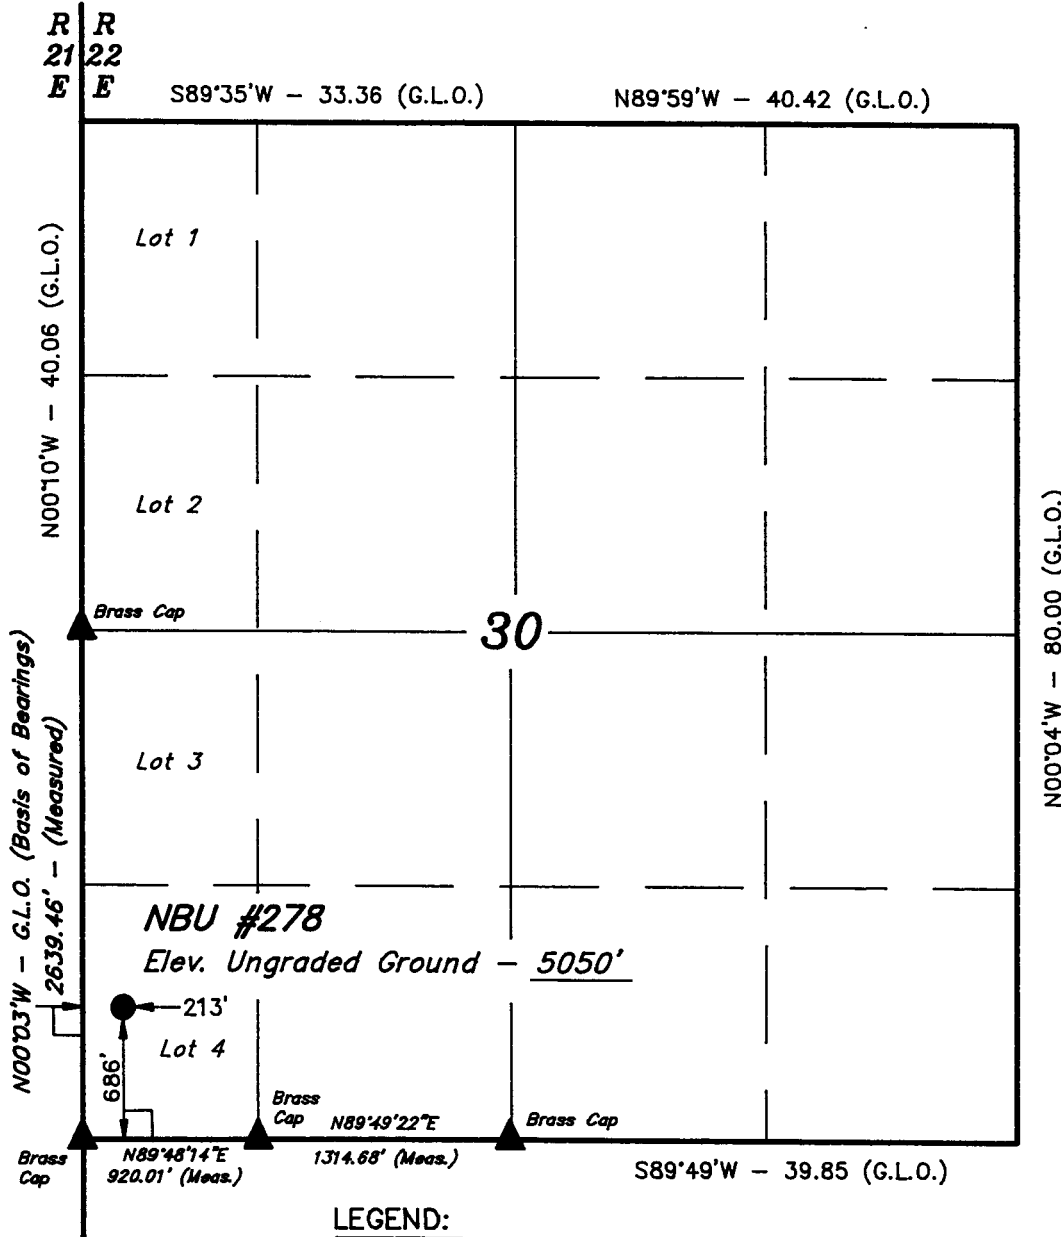 R R
21 22
E E
S89°35'W – 33.36 (G.L.O.)
N89°59'W – 40.42 (G.L.O.)
N00°10'W – 40.06 (G.L.O.)
Lot 1
Lot 2
Brass Cap
30
N00°04'W – 80.00 (G.L.O.)
N00°03'W – G.L.O. (Basis of Bearings)
2639.46' – (Measured)
Lot 3
NBU #278
Elev. Ungraded Ground – 5050'
213'
686'
Lot 4
Brass
Cap
N89°49'22"E
Brass Cap
Brass
Cap
N89°48'14"E
920.01' (Meas.)
1314.68' (Meas.)
S89°49'W – 39.85 (G.L.O.)
LEGEND: